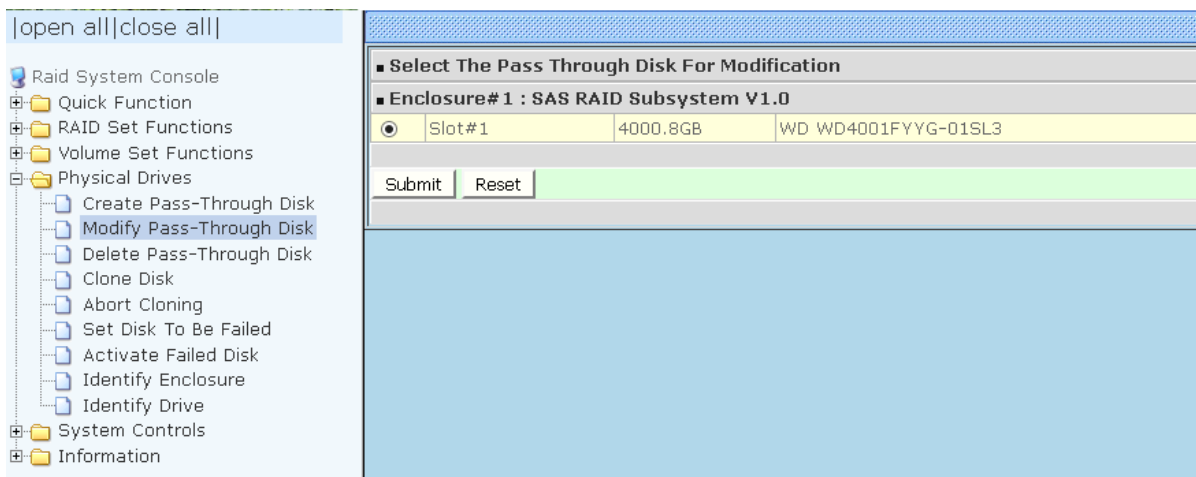 |open all|close all|
Raid System Console
Quick Function
RAID Set Functions
Volume Set Functions
Physical Drives
Create Pass-Through Disk
Modify Pass-Through Disk
Delete Pass-Through Disk
Clone Disk
Abort Cloning
Set Disk To Be Failed
Activate Failed Disk
Identify Enclosure
Identify Drive
System Controls
Information
Select The Pass Through Disk For Modification
Enclosure#1 : SAS RAID Subsystem V1.0
Slot#1 4000.8GB WD WD4001FYYG-01SL3
Submit Reset